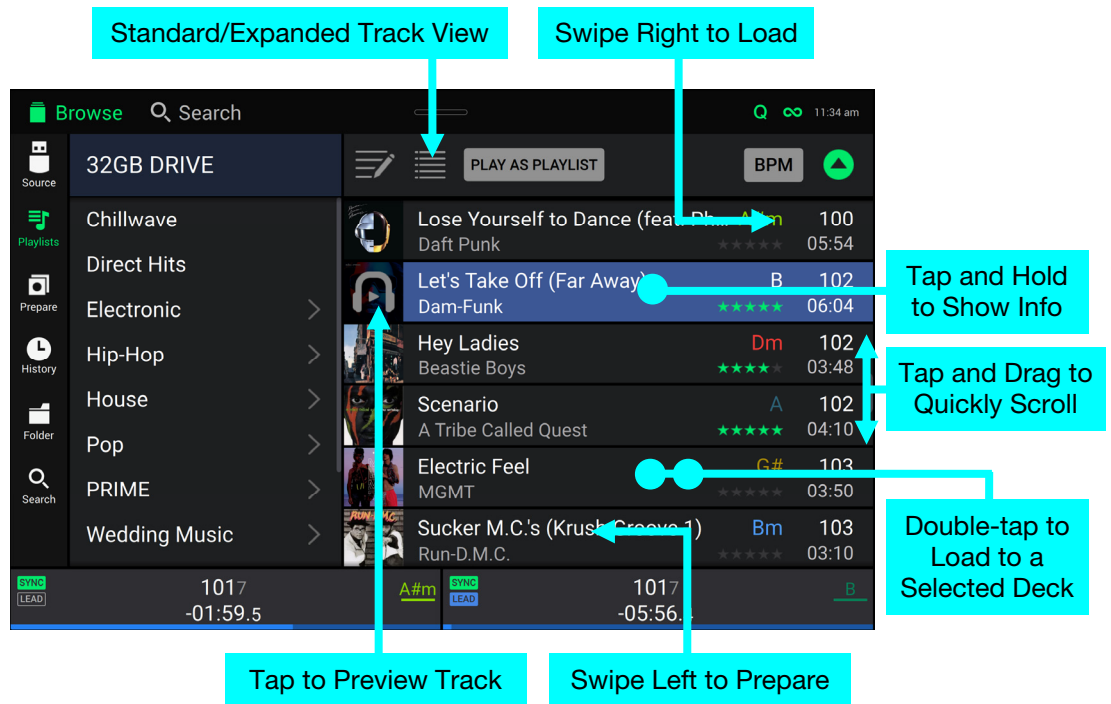 Standard/Expanded Track View
Swipe Right to Load
Browse
Search
Q
11:34 am
Source
32GB DRIVE
PLAY AS PLAYLIST
BPM
Playlists
Prepare
History
Folder
Search
Chillwave
Direct Hits
Electronic
Hip-Hop
House
Pop
PRIME
Wedding Music
Lose Yourself to Dance (feat. Ph...
100
Daft Punk
05:54
Let's Take Off (Far Away)
B
102
Dam-Funk
06:04
Hey Ladies
Dm
102
Beastie Boys
03:48
Scenario
A
102
A Tribe Called Quest
04:10
Electric Feel
G#
103
MGMT
03:50
Sucker M.C.'s (Krush Groove 1)
Bm
103
Run-D.M.C.
03:10
RUN-D.M.C.
Tap and Hold
to Show Info
Tap and Drag to
Quickly Scroll
Double-tap to
Load to a
Selected Deck
SYNC
LEAD
1017
-01:59.5
A#m
SYNC
LEAD
1017
-05:56.
B
Tap to Preview Track
Swipe Left to Prepare